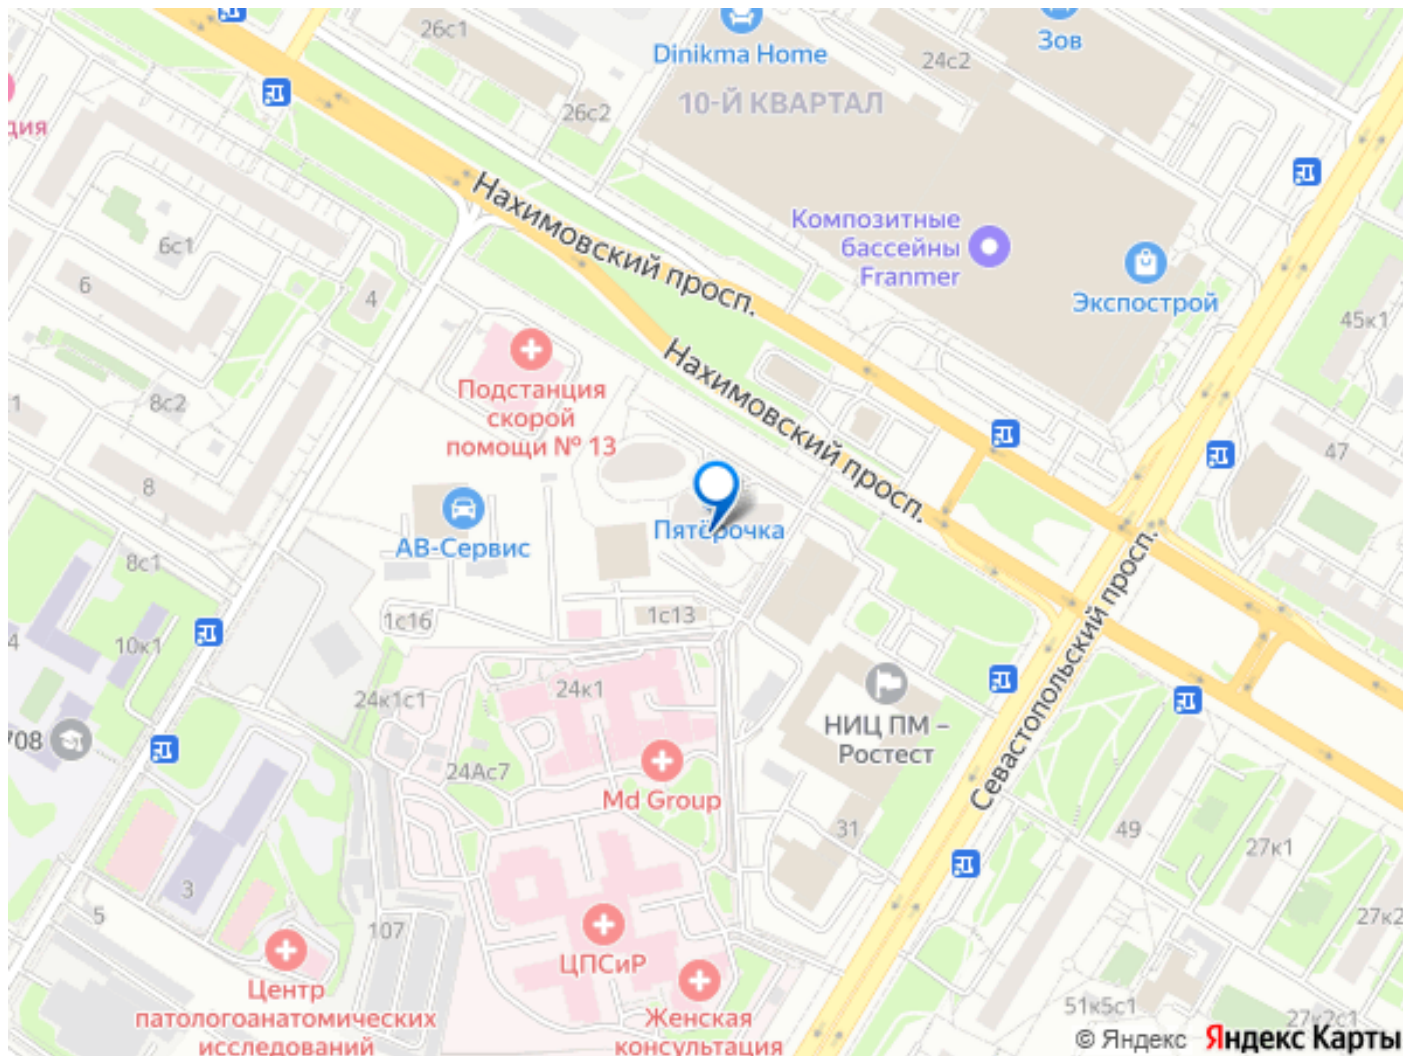 26с1
Dinikma Home
24с2
Зов
10-Й КВАРТАЛ
26с2
дия
Нахимовский просп.
6с1
6
4
Композитные
бассейны
Franmer
Экспострой
45к1
Подстанция
скорой
помощи № 13
Нахимовский просп.
1
8с2
8
47
АВ-Сервис
Пятёрочка
8с1
1с16
1с13
4
10к1
24к1с1
24к1
Севастопольский просп.
708
НИЦ ПМ –
Ростест
24Ас7
Md Group
31
49
27к1
3
5
107
ЦПСиР
27к2
Центр
патологоанатомических
исследований
Женская
консультация
51к5с1
27к2с1
© Яндекс Яндекс Карты